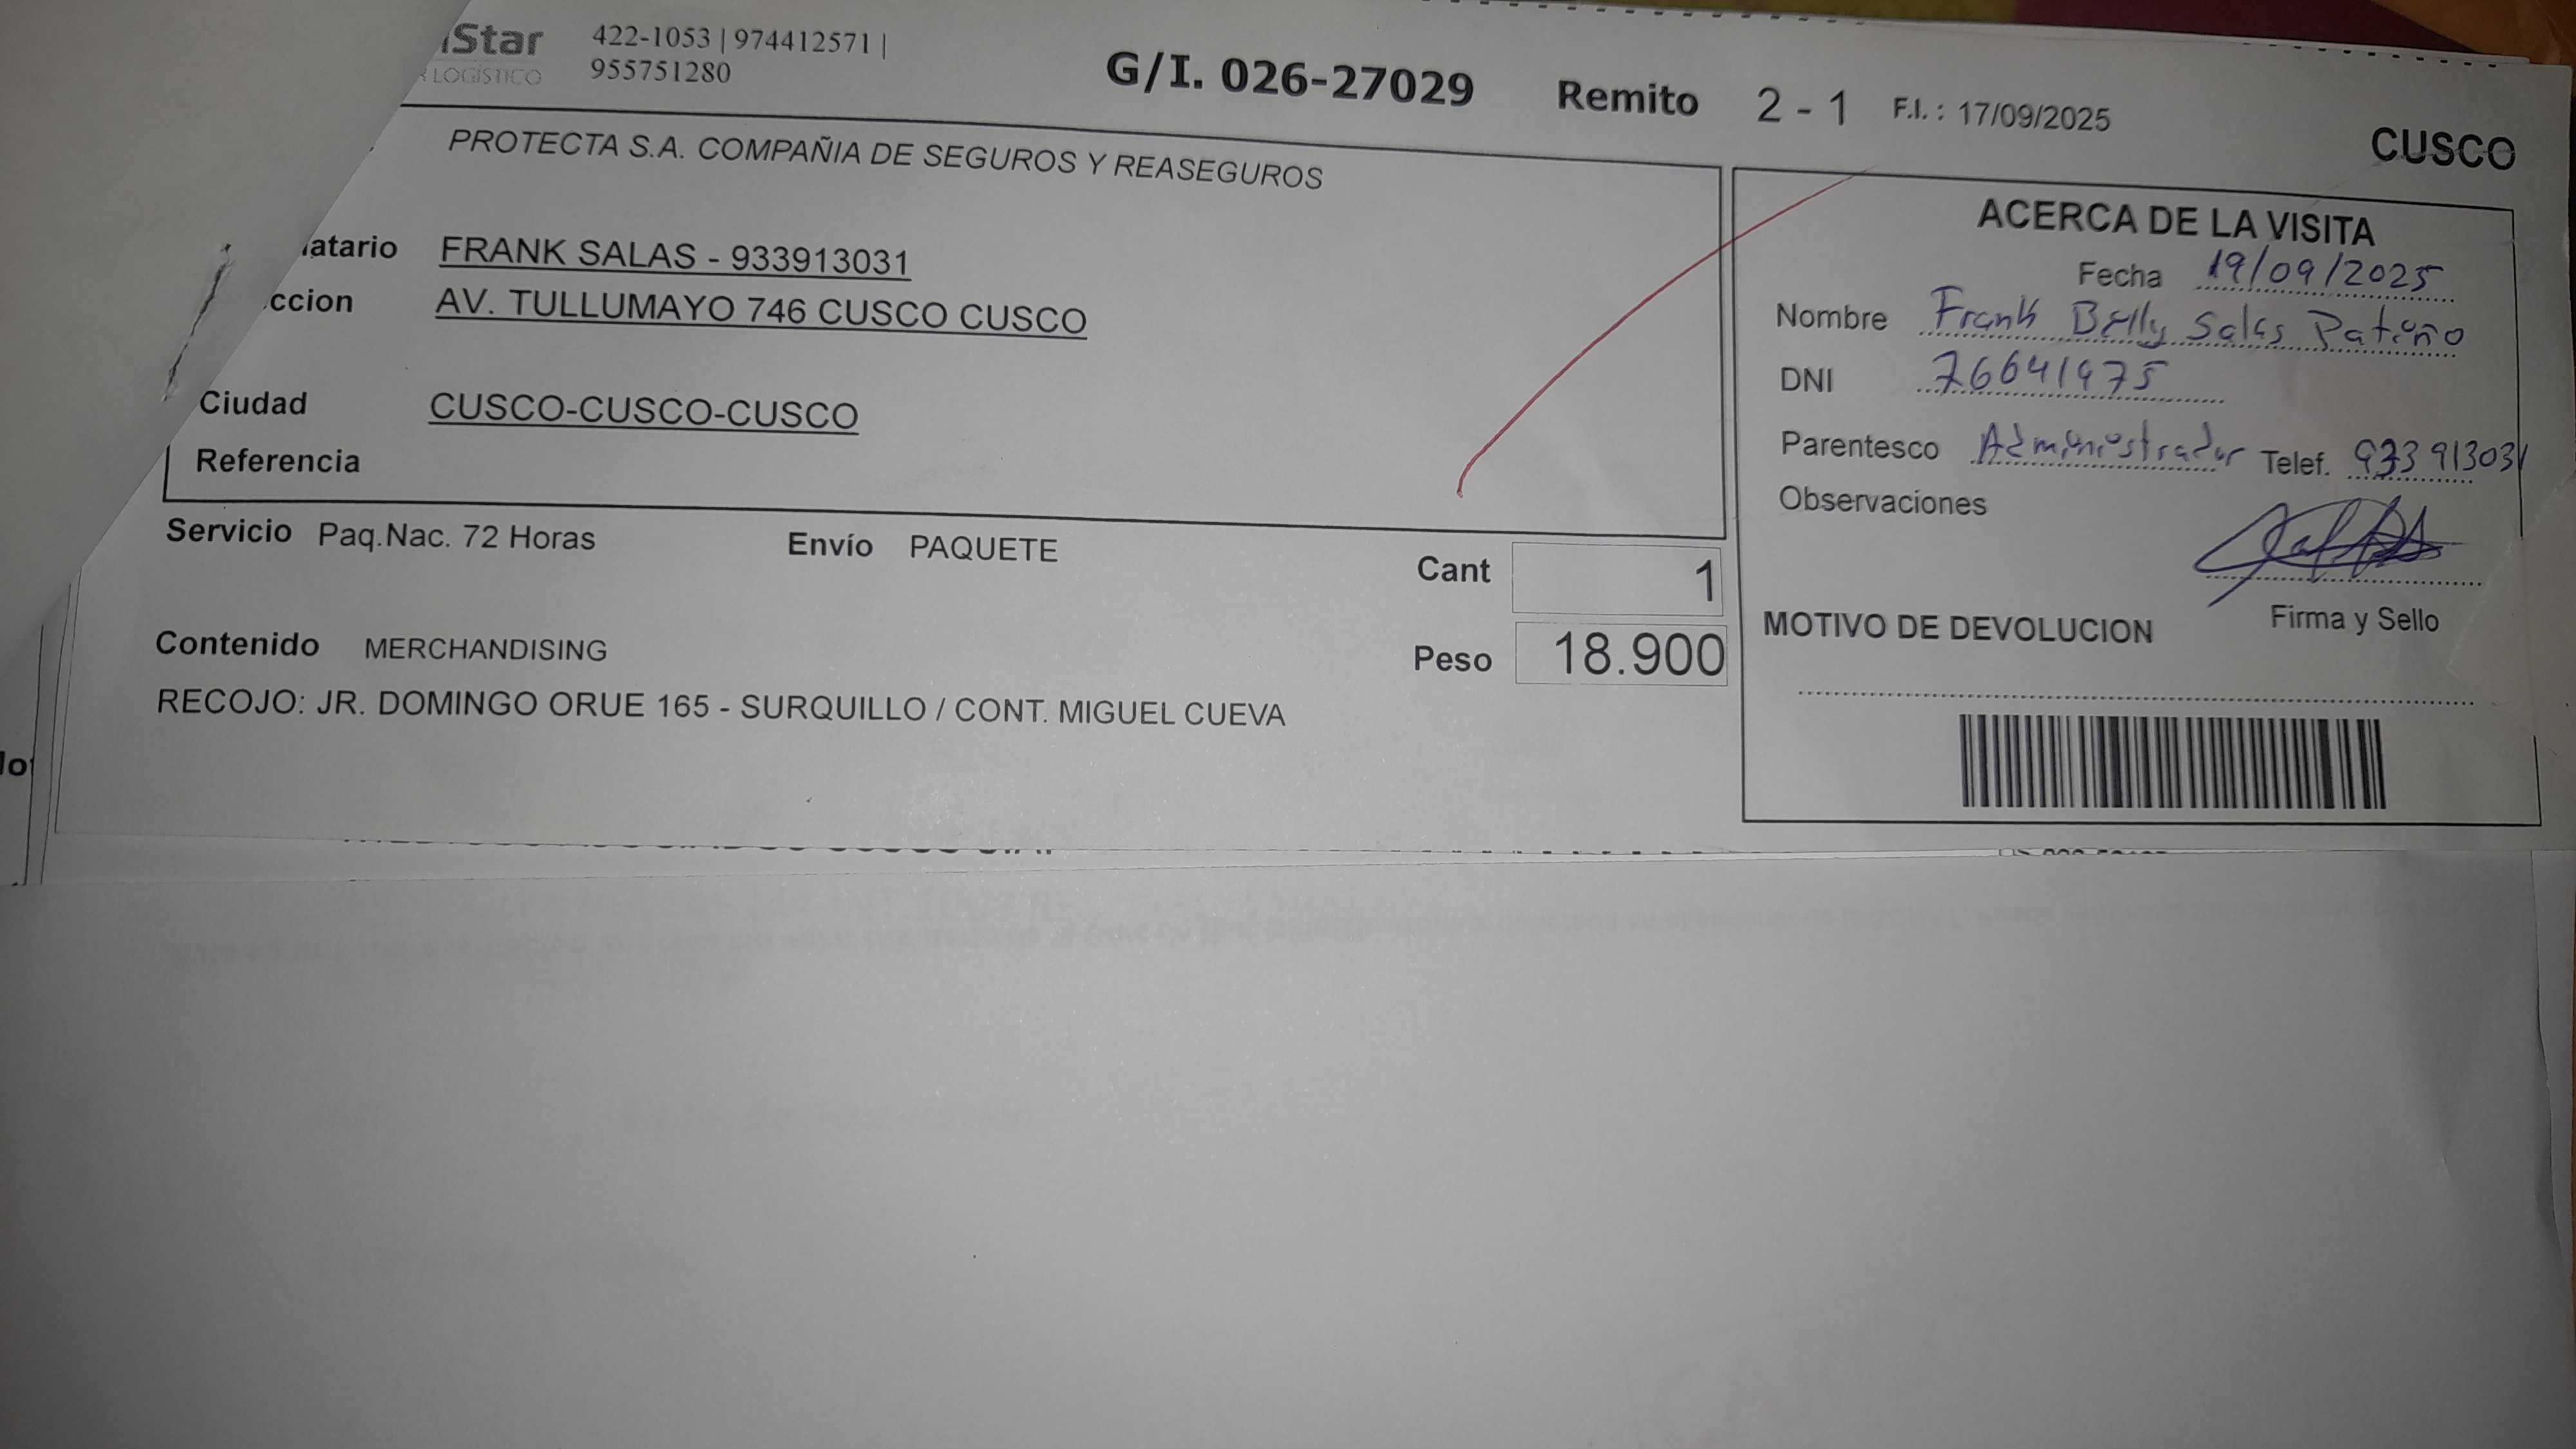 iStar
LOGÍSTICO
422-1053 | 974412571 |
955751280
G/I. 026-27029
Remito 2 - 1 F.I. : 17/09/2025
CUSCO
PROTECTA S.A. COMPAÑIA DE SEGUROS Y REASEGUROS
atario FRANK SALAS - 933913031
ccion AV. TULLUMAYO 746 CUSCO CUSCO
Ciudad CUSCO-CUSCO-CUSCO
Referencia
Servicio Paq.Nac. 72 Horas Envío PAQUETE Cant 1
Contenido MERCHANDISING Peso 18.900
RECOJO: JR. DOMINGO ORUE 165 - SURQUILLO / CONT. MIGUEL CUEVA
ACERCA DE LA VISITA
Fecha 19/09/2025
Nombre Frank Salas Patiño
DNI 76641975
Parentesco Administrador Telef. 933913031
Observaciones
Firma y Sello
MOTIVO DE DEVOLUCION